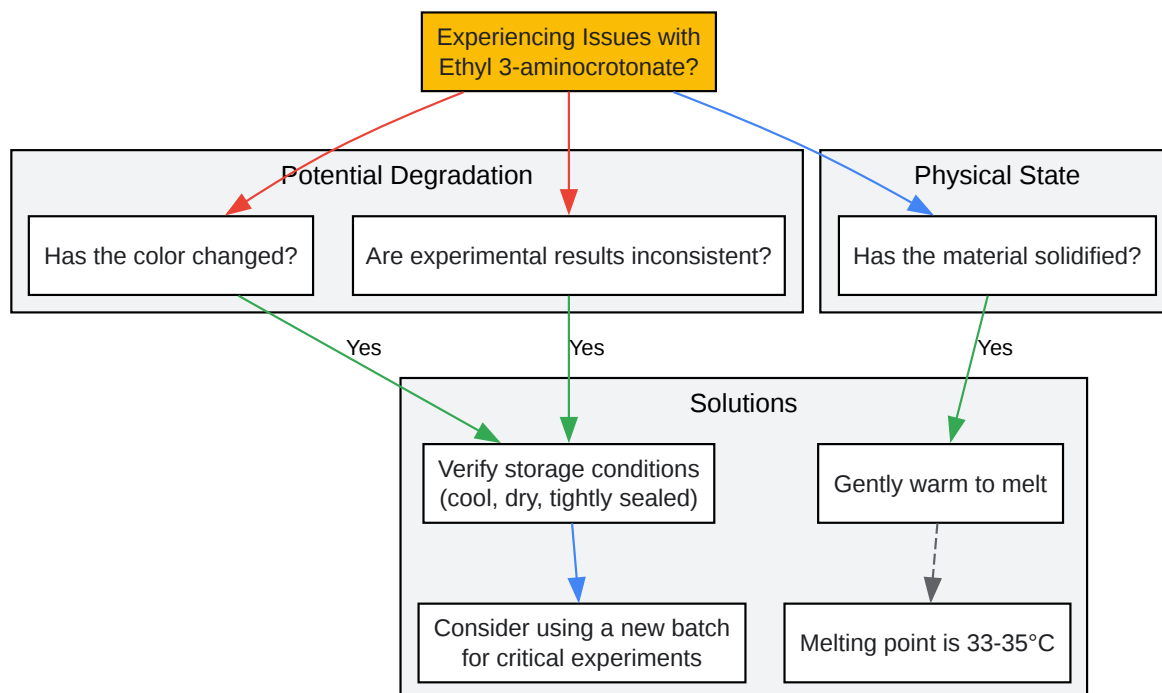 Experiencing Issues with
Ethyl 3-aminocrotonate?
Potential Degradation
Physical State
Has the color changed?
Are experimental results inconsistent?
Has the material solidified?
Yes
Yes
Yes
Solutions
Verify storage conditions
(cool, dry, tightly sealed)
Gently warm to melt
Consider using a new batch
for critical experiments
Melting point is 33-35°C